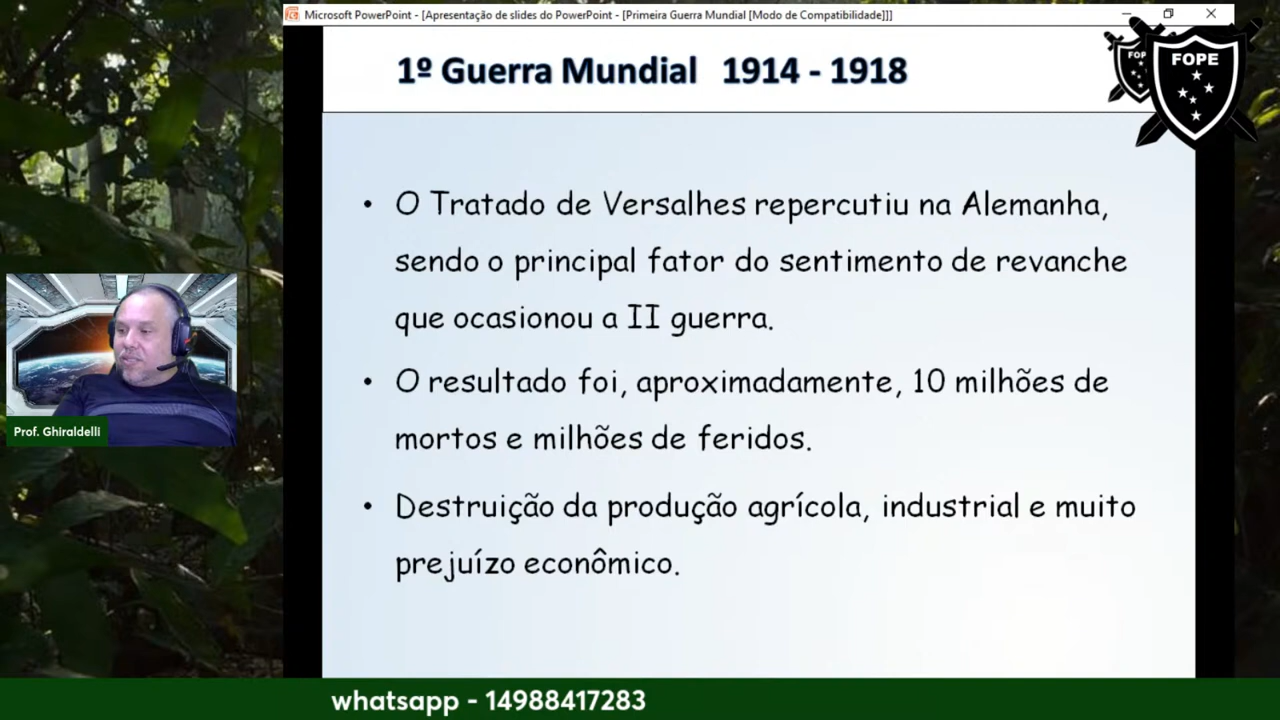 Microsoft PowerPoint - [Apresentação de slides do PowerPoint - [Primeira Guerra Mundial [Modo de Compatibilidade]]]
1º Guerra Mundial 1914 - 1918
FOP
FOPE
• O Tratado de Versalhes repercutiu na Alemanha,
sendo o principal fator do sentimento de revanche
que ocasionou a II guerra.
• O resultado foi, aproximadamente, 10 milhões de
mortos e milhões de feridos.
• Destruição da produção agrícola, industrial e muito
prejuízo econômico.
Prof. Ghiraldelli
whatsapp - 14988417283